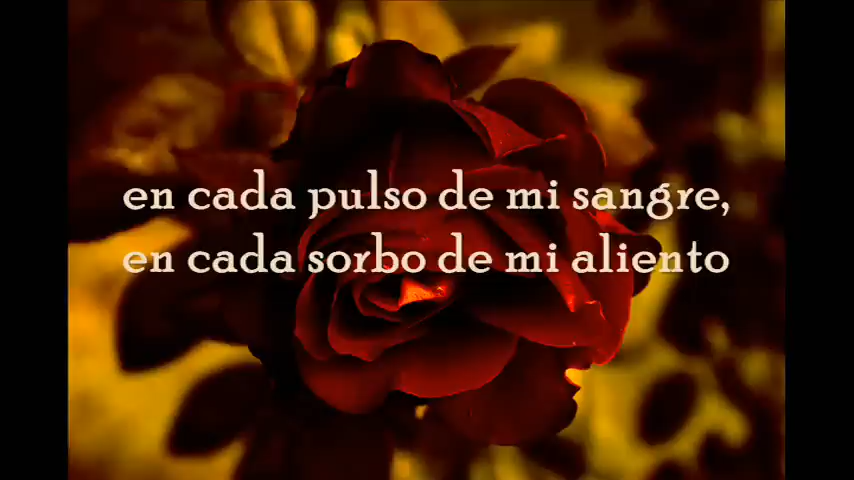 en cada pulso de mi sangre,
en cada sorbo de mi aliento